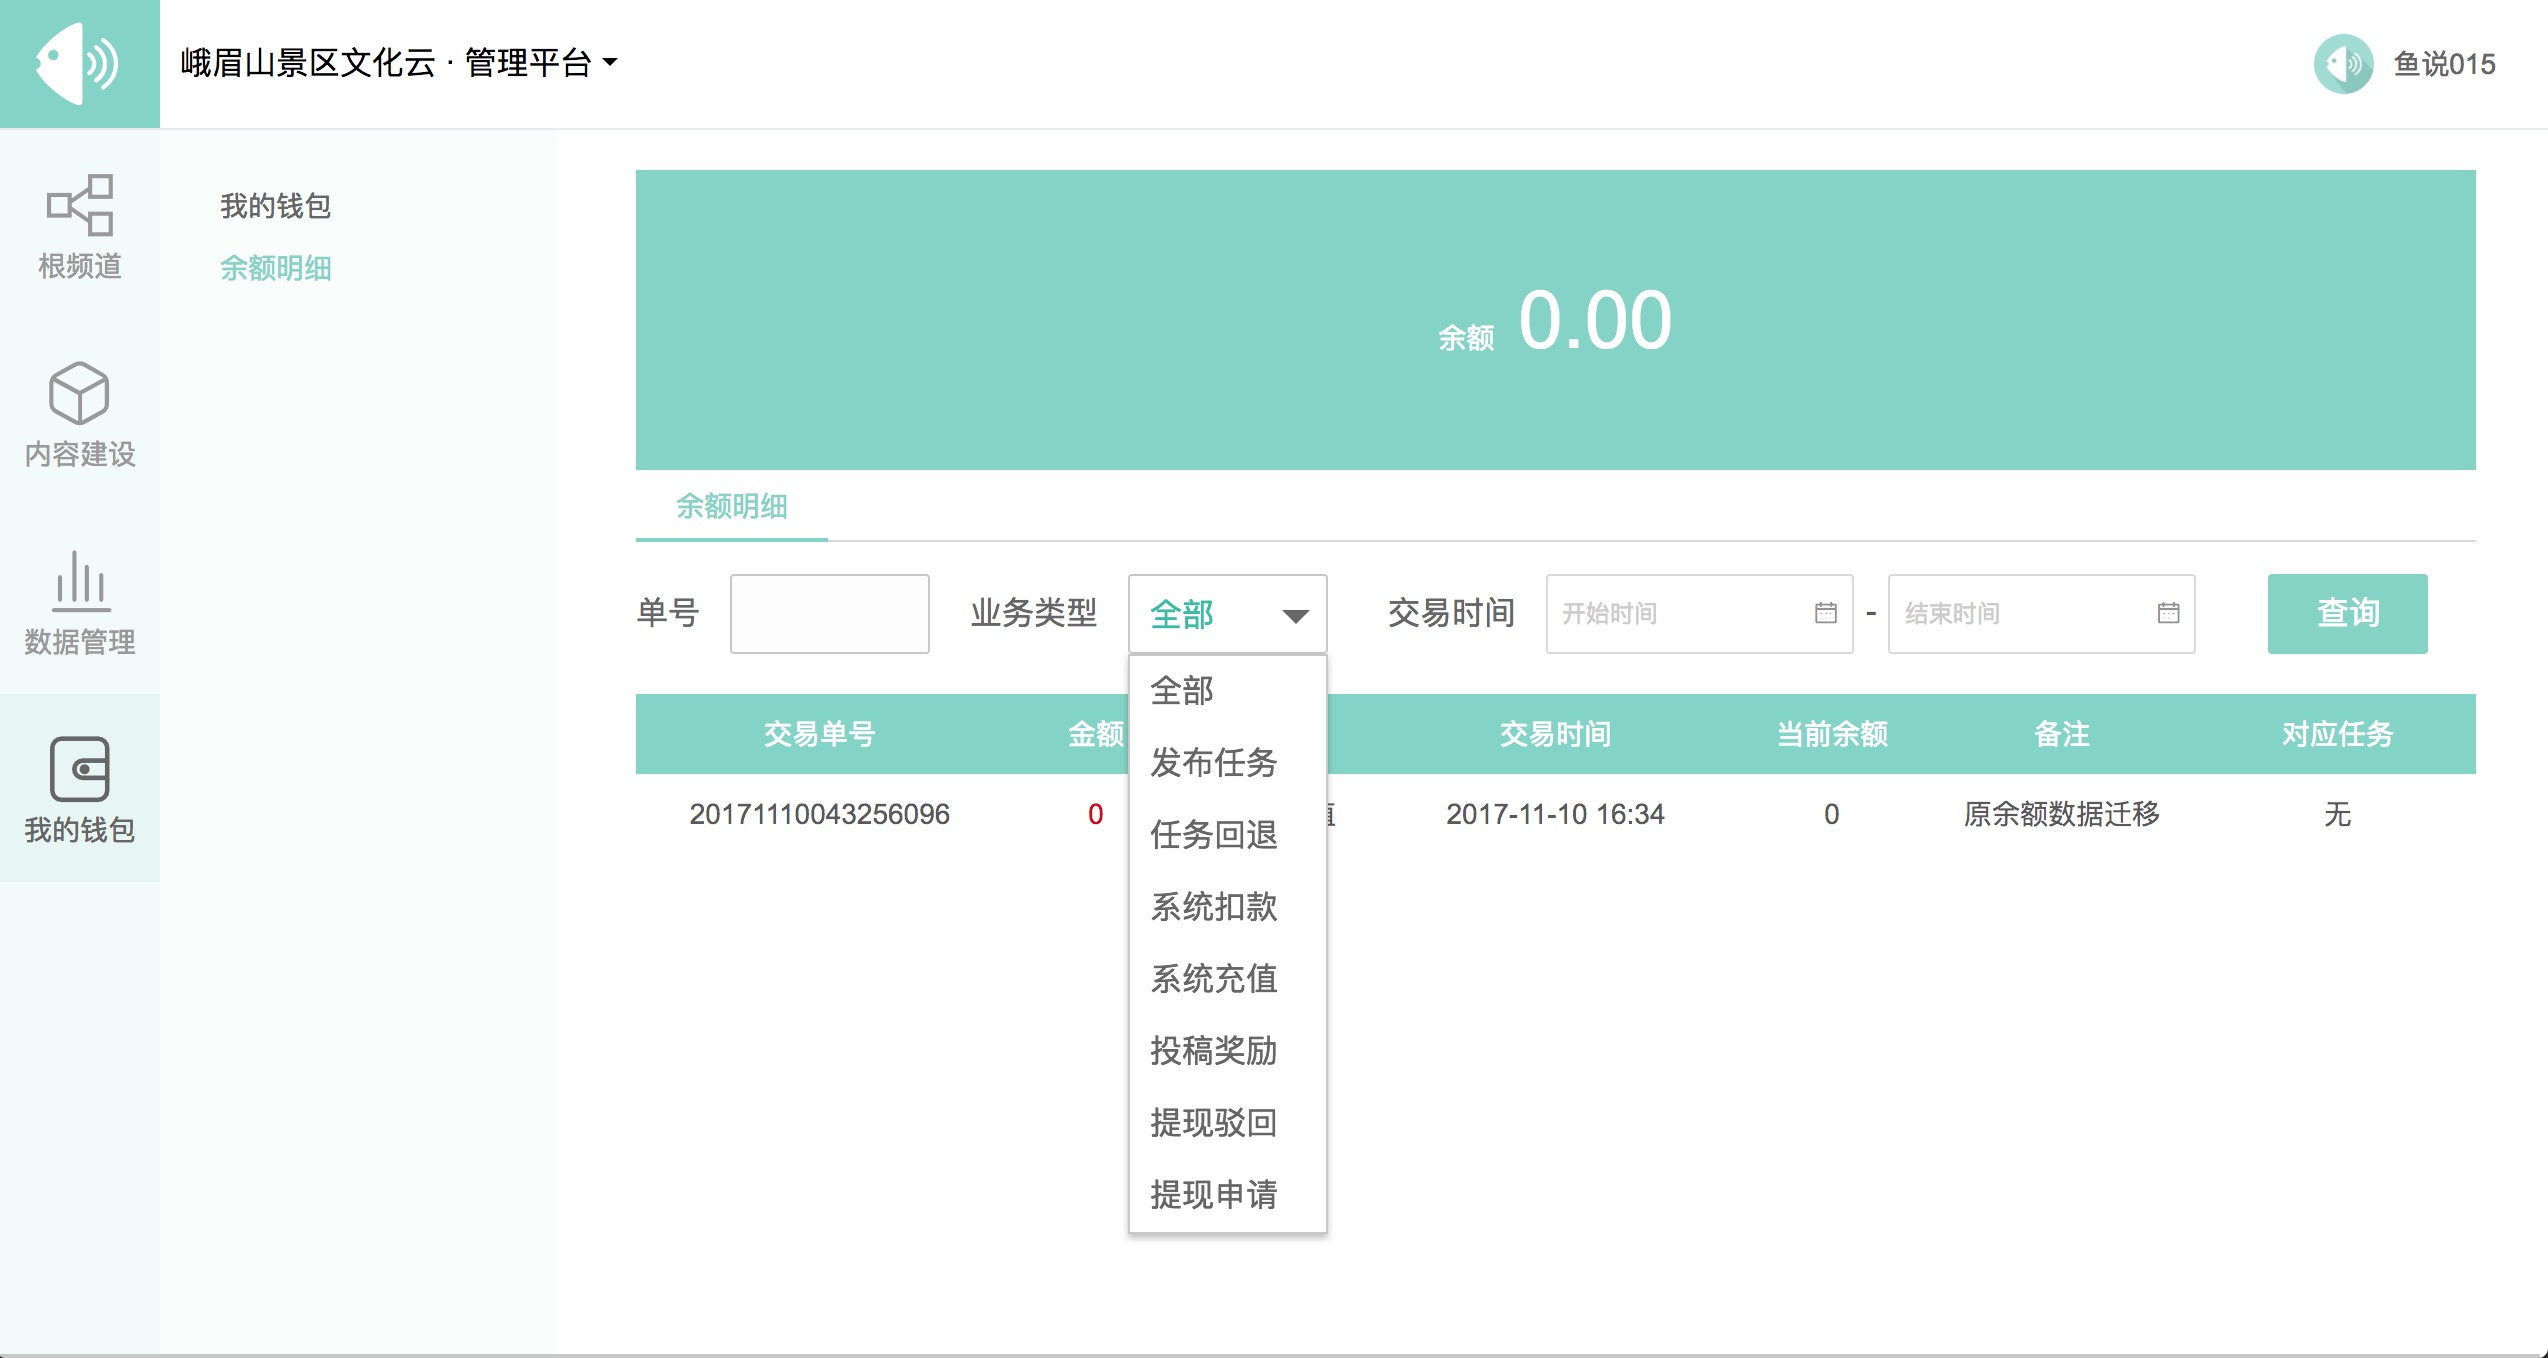 峨眉山景区文化云 · 管理平台
鱼说015
根频道
内容建设
数据管理
我的钱包
我的钱包
余额明细
余额 0.00
余额明细
单号 业务类型 全部 交易时间 开始时间 - 结束时间 查询
交易单号 金额 交易时间 当前余额 备注 对应任务
20171110043256096 0 2017-11-10 16:34 0 原余额数据迁移 无
全部
发布任务
任务回退
系统扣款
系统充值
投稿奖励
提现驳回
提现申请